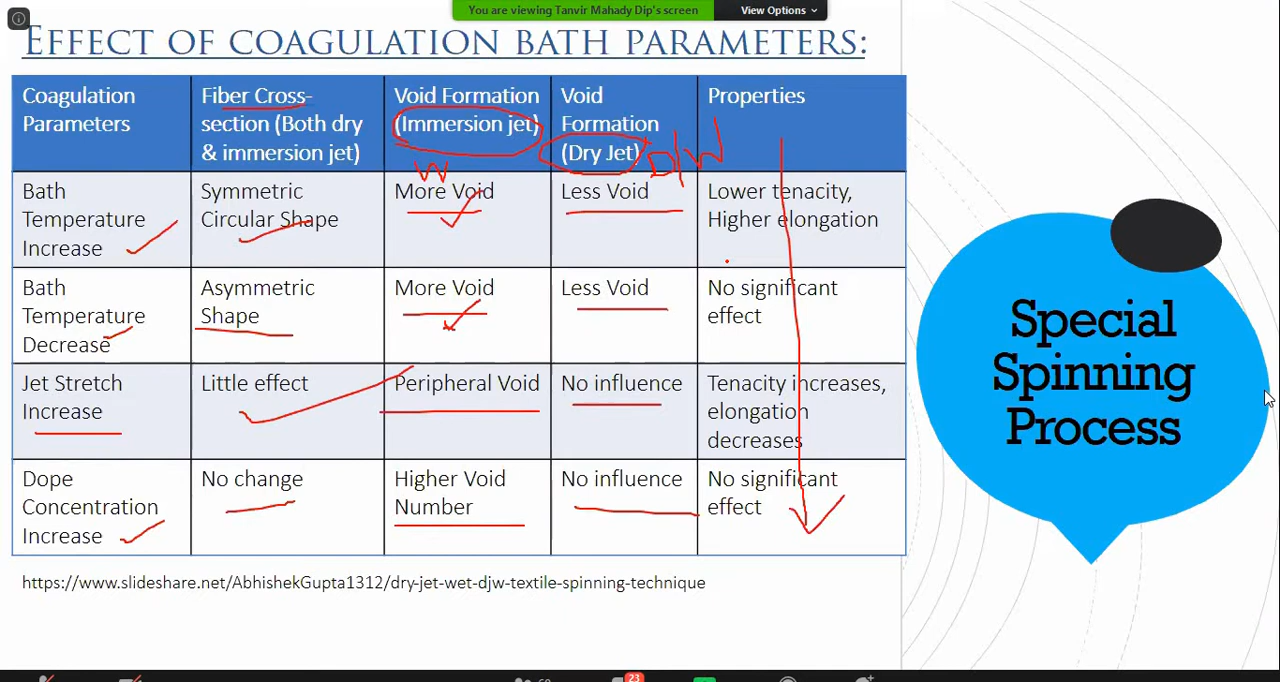 You are viewing Tanvir Mahady Dip's screen
View Options
EFFECT OF COAGULATION BATH PARAMETERS:
Coagulation
Parameters
Fiber Cross-
section (Both dry
& immersion jet)
Void Formation
(Immersion jet)
Void
Formation
(Dry Jet)
Properties
W
D/W
Bath
Temperature
Increase
Symmetric
Circular Shape
More Void
Less Void
Lower tenacity,
Higher elongation
Bath
Temperature
Decrease
Asymmetric
Shape
More Void
Less Void
No significant
effect
Jet Stretch
Increase
Little effect
Peripheral Void
No influence
Tenacity increases,
elongation
decreases
Dope
Concentration
Increase
No change
Higher Void
Number
No influence
No significant
effect
https://www.slideshare.net/AbhishekGupta1312/dry-jet-wet-djw-textile-spinning-technique
Special
Spinning
Process
23